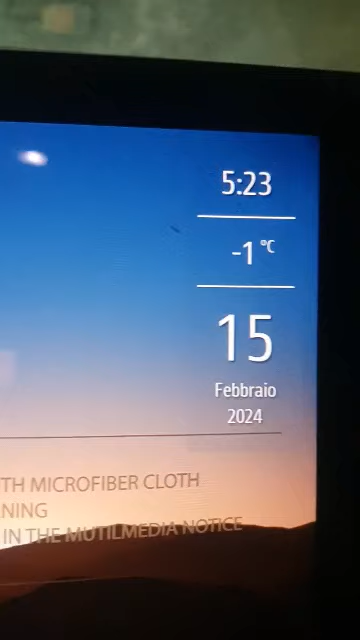 5:23
-1 °C
15
Febbraio
2024
TH MICROFIBER CLOTH
NING
IN THE MUTILMEDIA NOTICE